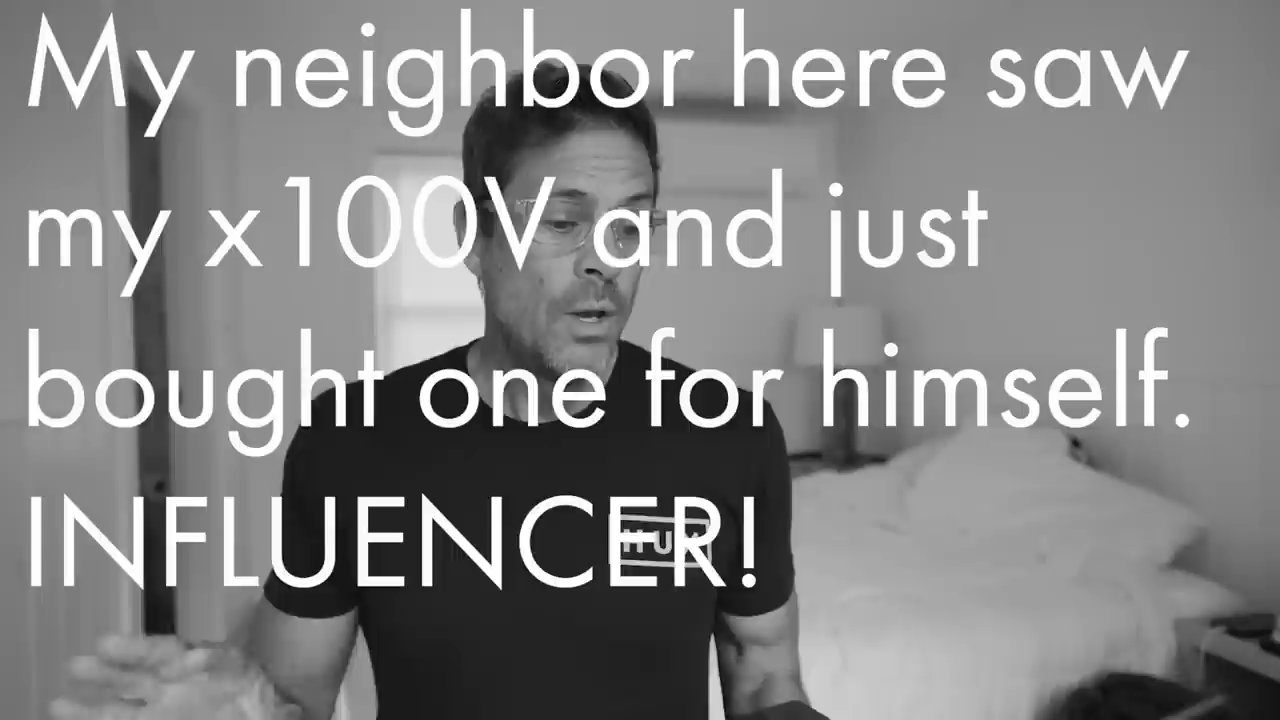 My neighbor here saw
my x100V and just
bought one for himself.
INFLUENCER!